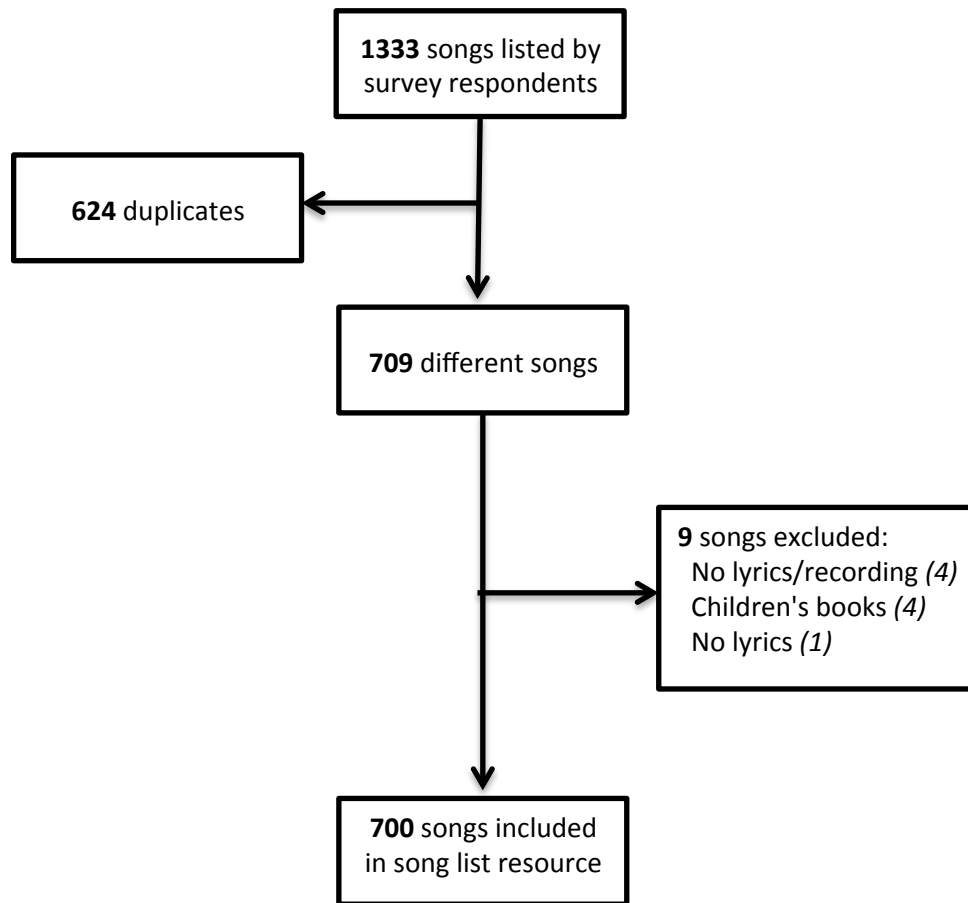 1333 songs listed by
survey respondents
624 duplicates
709 different songs
9 songs excluded:
No lyrics/recording (4)
Children's books (4)
No lyrics (1)
700 songs included
in song list resource